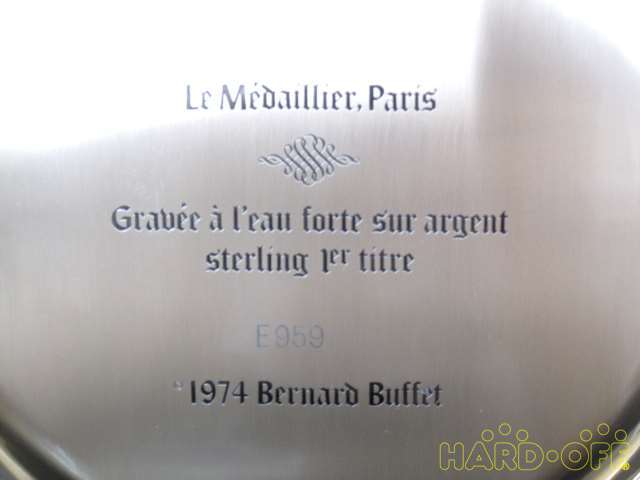 Le Médaillier, Paris
Gravée à l'eau forte sur argent
sterling 1er titre
E959
© 1974 Bernard Buffet
HARD-OFF